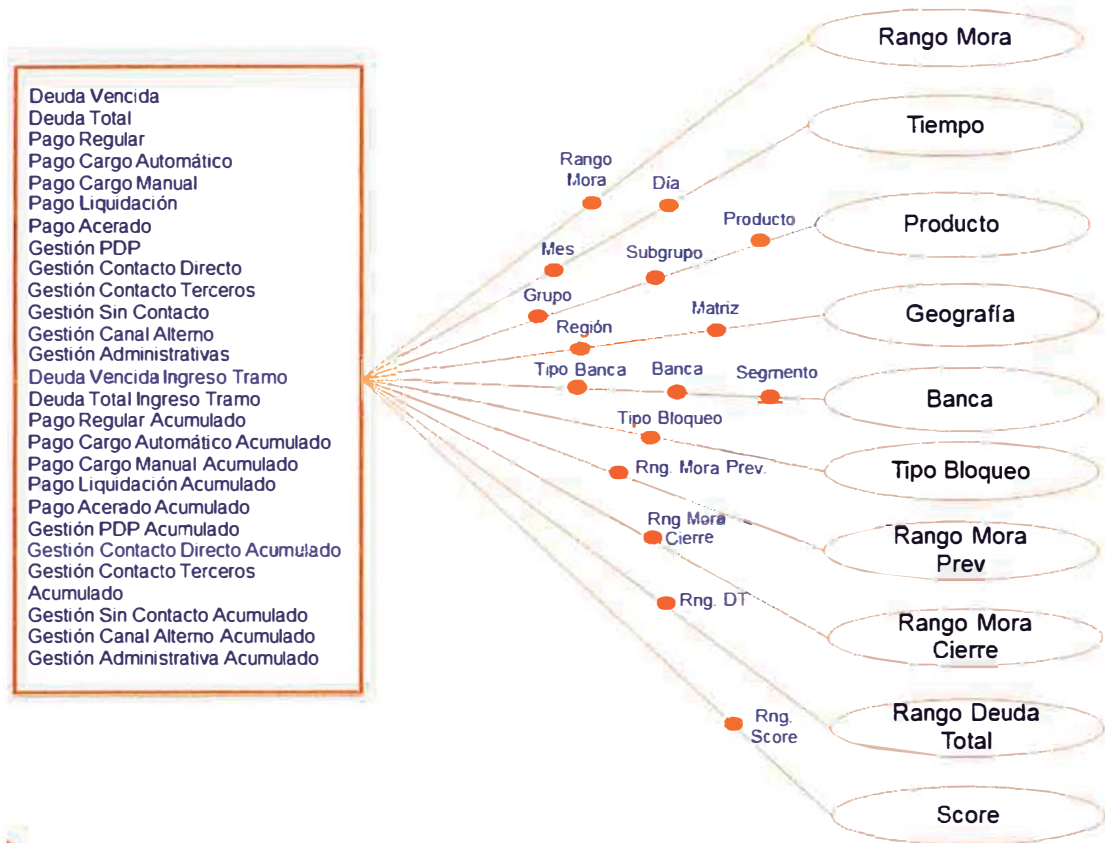 Deuda Vencida
Deuda Total
Pago Regular
Pago Cargo Automático
Pago Cargo Manual
Pago Liquidación
Pago Acerado
Gestión PDP
Gestión Contacto Directo
Gestión Contacto Terceros
Gestión Sin Contacto
Gestión Canal Alterno
Gestión Administrativas
Deuda Vencida Ingreso Tramo
Deuda Total Ingreso Tramo
Pago Regular Acumulado
Pago Cargo Automático Acumulado
Pago Cargo Manual Acumulado
Pago Liquidación Acumulado
Pago Acerado Acumulado
Gestión PDP Acumulado
Gestión Contacto Directo Acumulado
Gestión Contacto Terceros
Acumulado
Gestión Sin Contacto Acumulado
Gestión Canal Alterno Acumulado
Gestión Administrativa Acumulado
Rango
Mora
Rango Mora
Mes
Día
Tiempo
Grupo
Subgrupo
Producto
Producto
Región
Matriz
Geografía
Tipo Banca
Banca
Segmento
Banca
Tipo Bloqueo
Tipo Bloqueo
Rng. Mora Prev.
Rango Mora
Prev
Rng Mora
Cierre
Rango Mora
Cierre
Rng. DT
Rango Deuda
Total
Rng.
Score
Score